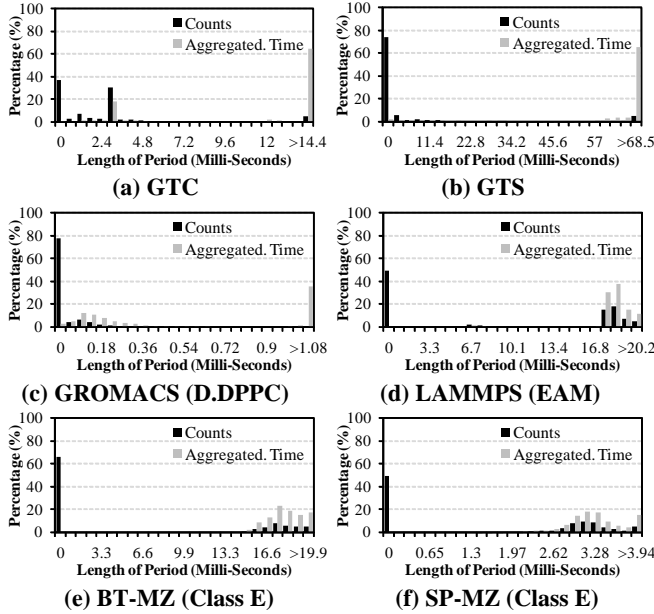 100
80
60
40
20
0
Percentage (%)
Counts
Aggregated. Time
0 2.4 4.8 7.2 9.6 12 >14.4
Length of Period (Milli-Seconds)
(a) GTC
100
80
60
40
20
0
Percentage (%)
Counts
Aggregated. Time
0 11.4 22.8 34.2 45.6 57 >68.5
Length of Period (Milli-Seconds)
(b) GTS
100
80
60
40
20
0
Percentage (%)
Counts
Aggregated. Time
0 0.18 0.36 0.54 0.72 0.9 >1.08
Length of Period (Milli-Seconds)
(c) GROMACS (D.DPPC)
100
80
60
40
20
0
Percentage (%)
Counts
Aggregated. Time
0 3.3 6.7 10.1 13.4 16.8 >20.2
Length of Period (Milli-Seconds)
(d) LAMMPS (EAM)
100
80
60
40
20
0
Percentage (%)
Counts
Aggregated. Time
0 3.3 6.6 9.9 13.3 16.6 >19.9
Length of Period (Milli-Seconds)
(e) BT-MZ (Class E)
100
80
60
40
20
0
Percentage (%)
Counts
Aggregated. Time
0 0.65 1.3 1.97 2.62 3.28 >3.94
Length of Period (Milli-Seconds)
(f) SP-MZ (Class E)